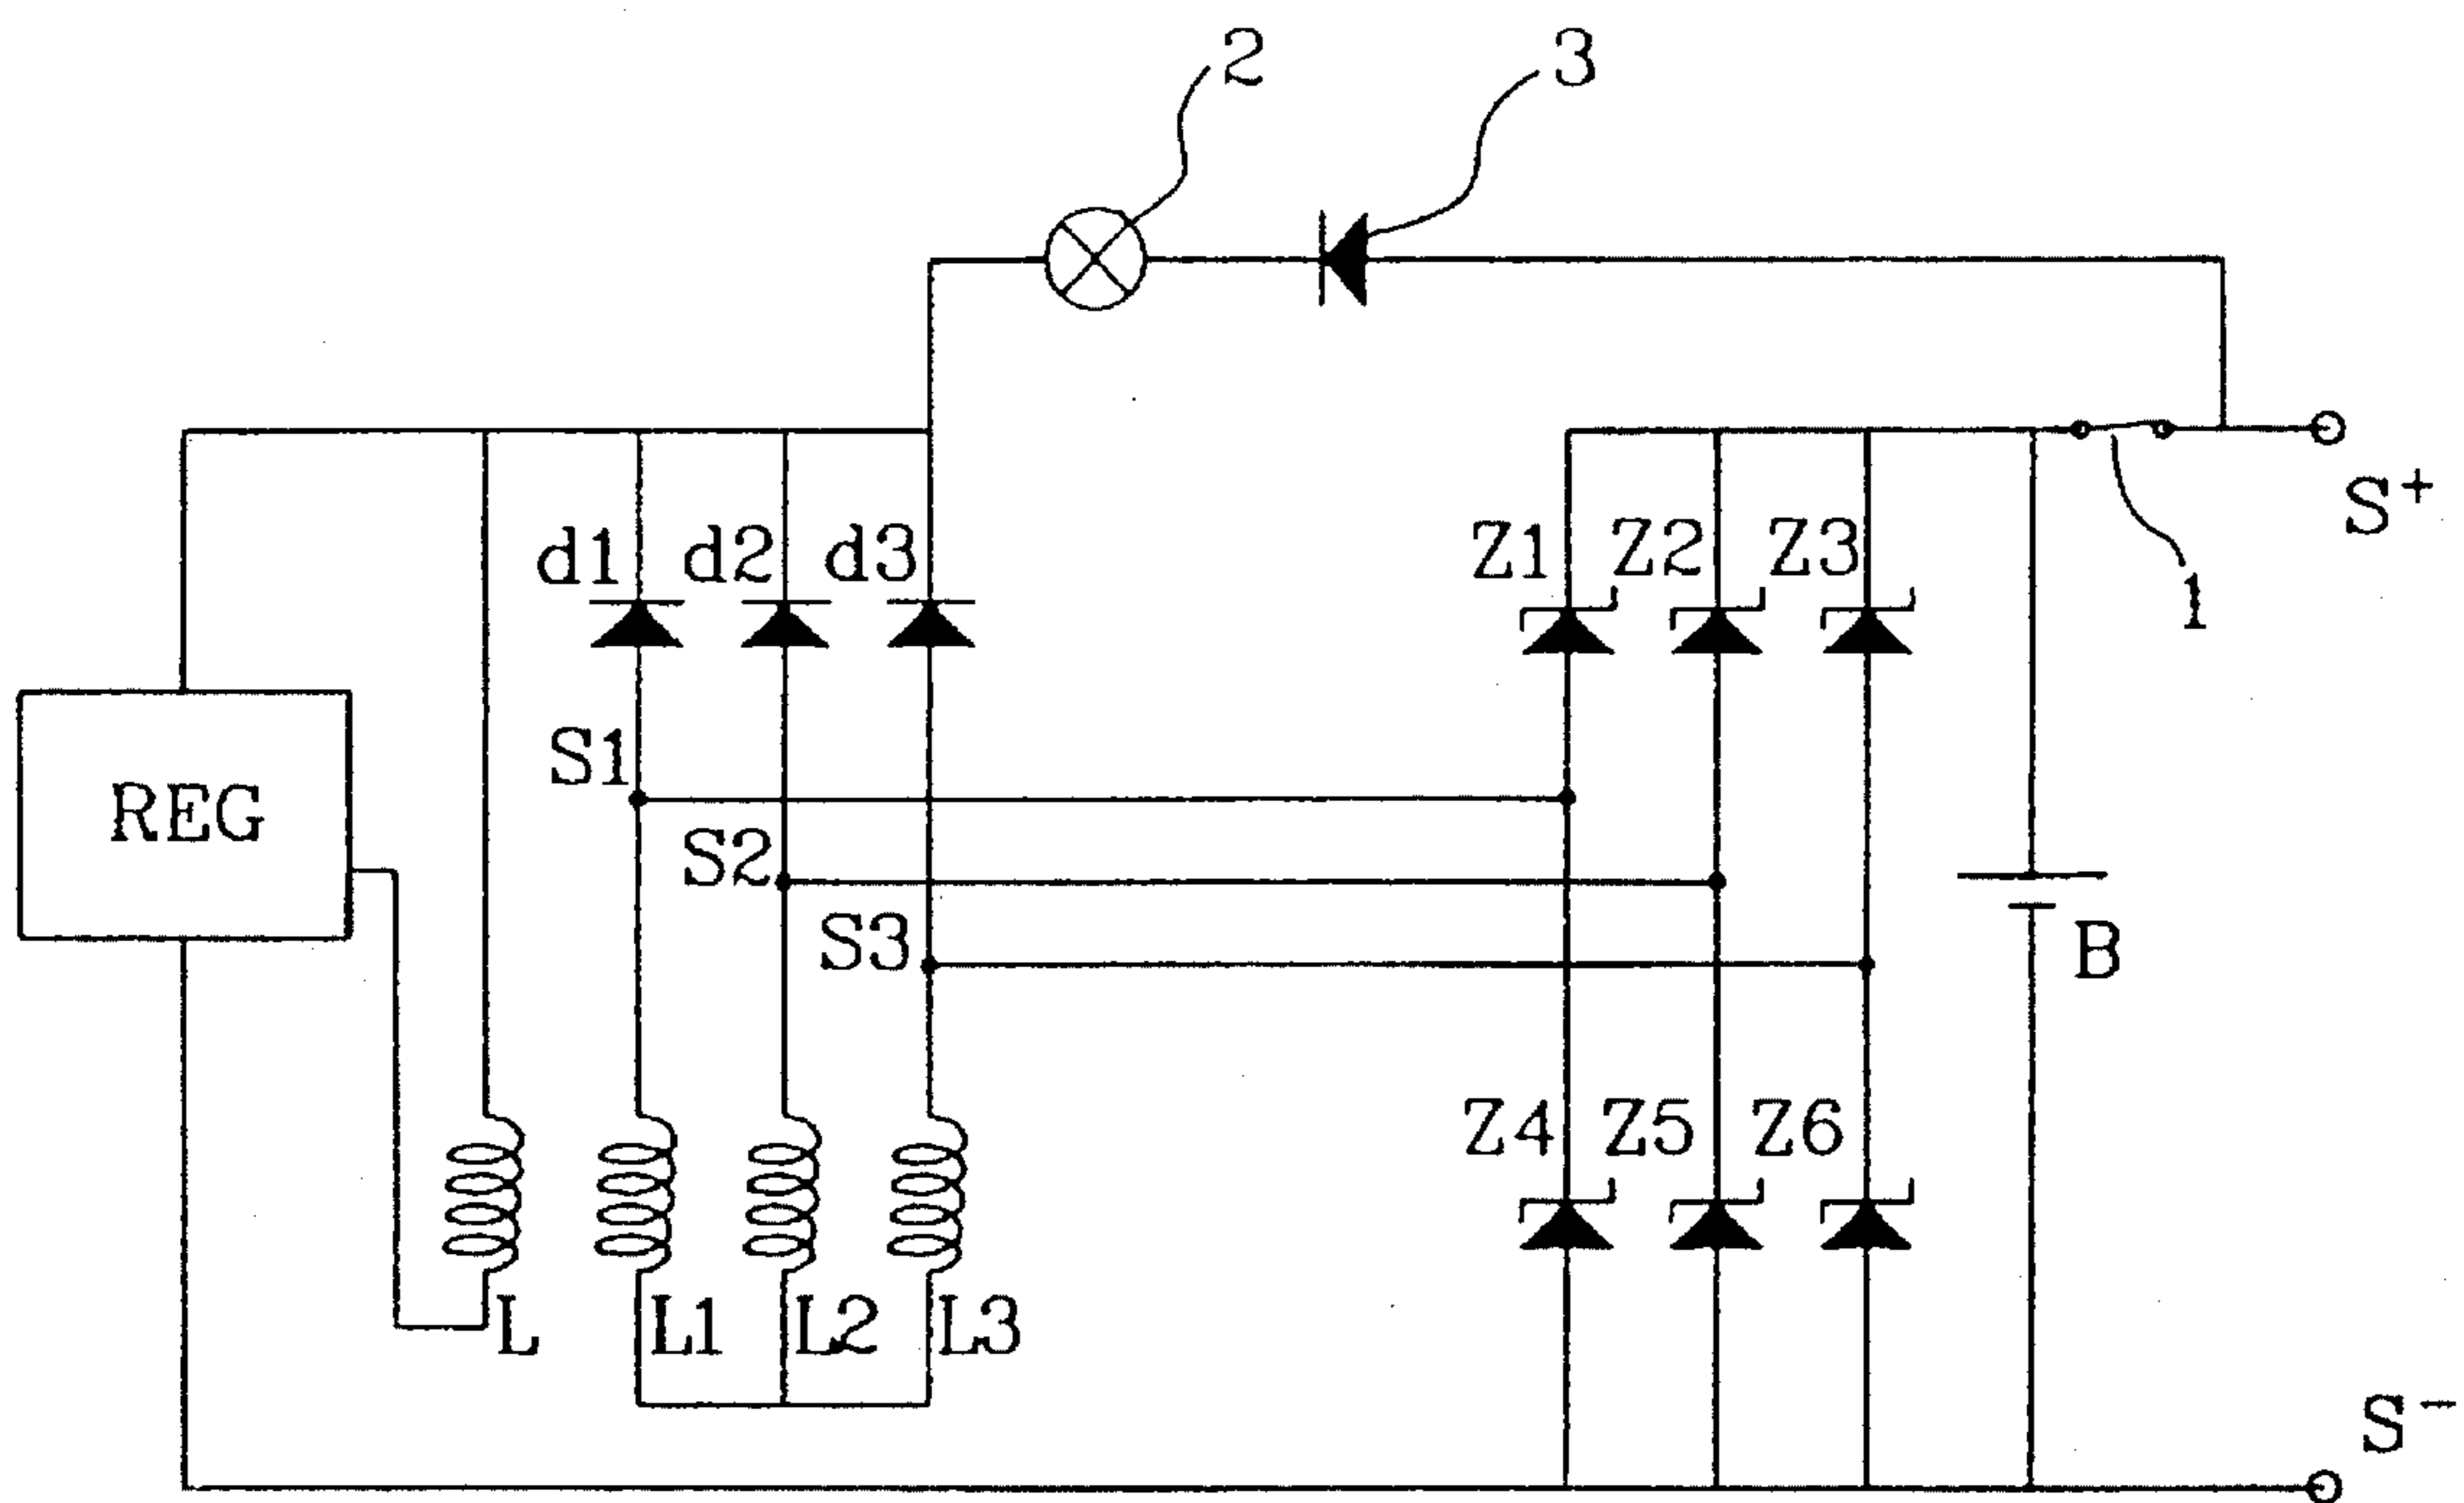 2
3
S+
d1 d2 d3
Z1 Z2 Z3
1
S1
REG
S2
S3
B
Z4 Z5 Z6
L L1 L2 L3
S-